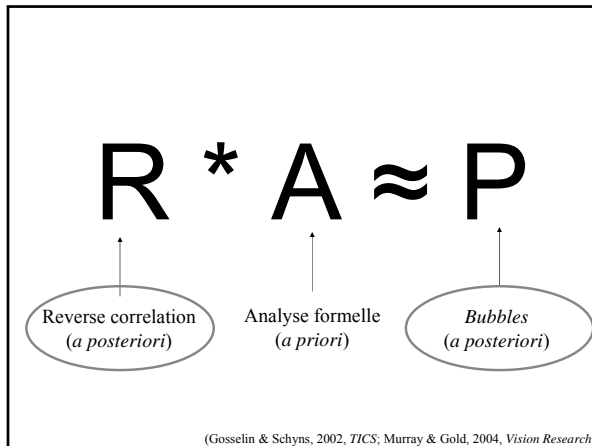 R * A ≈ P
Reverse correlation Analyse formelle Bubbles
(a posteriori) (a priori) (a posteriori)
(Gosselin & Schyns, 2002, TICS; Murray & Gold, 2004, Vision Research